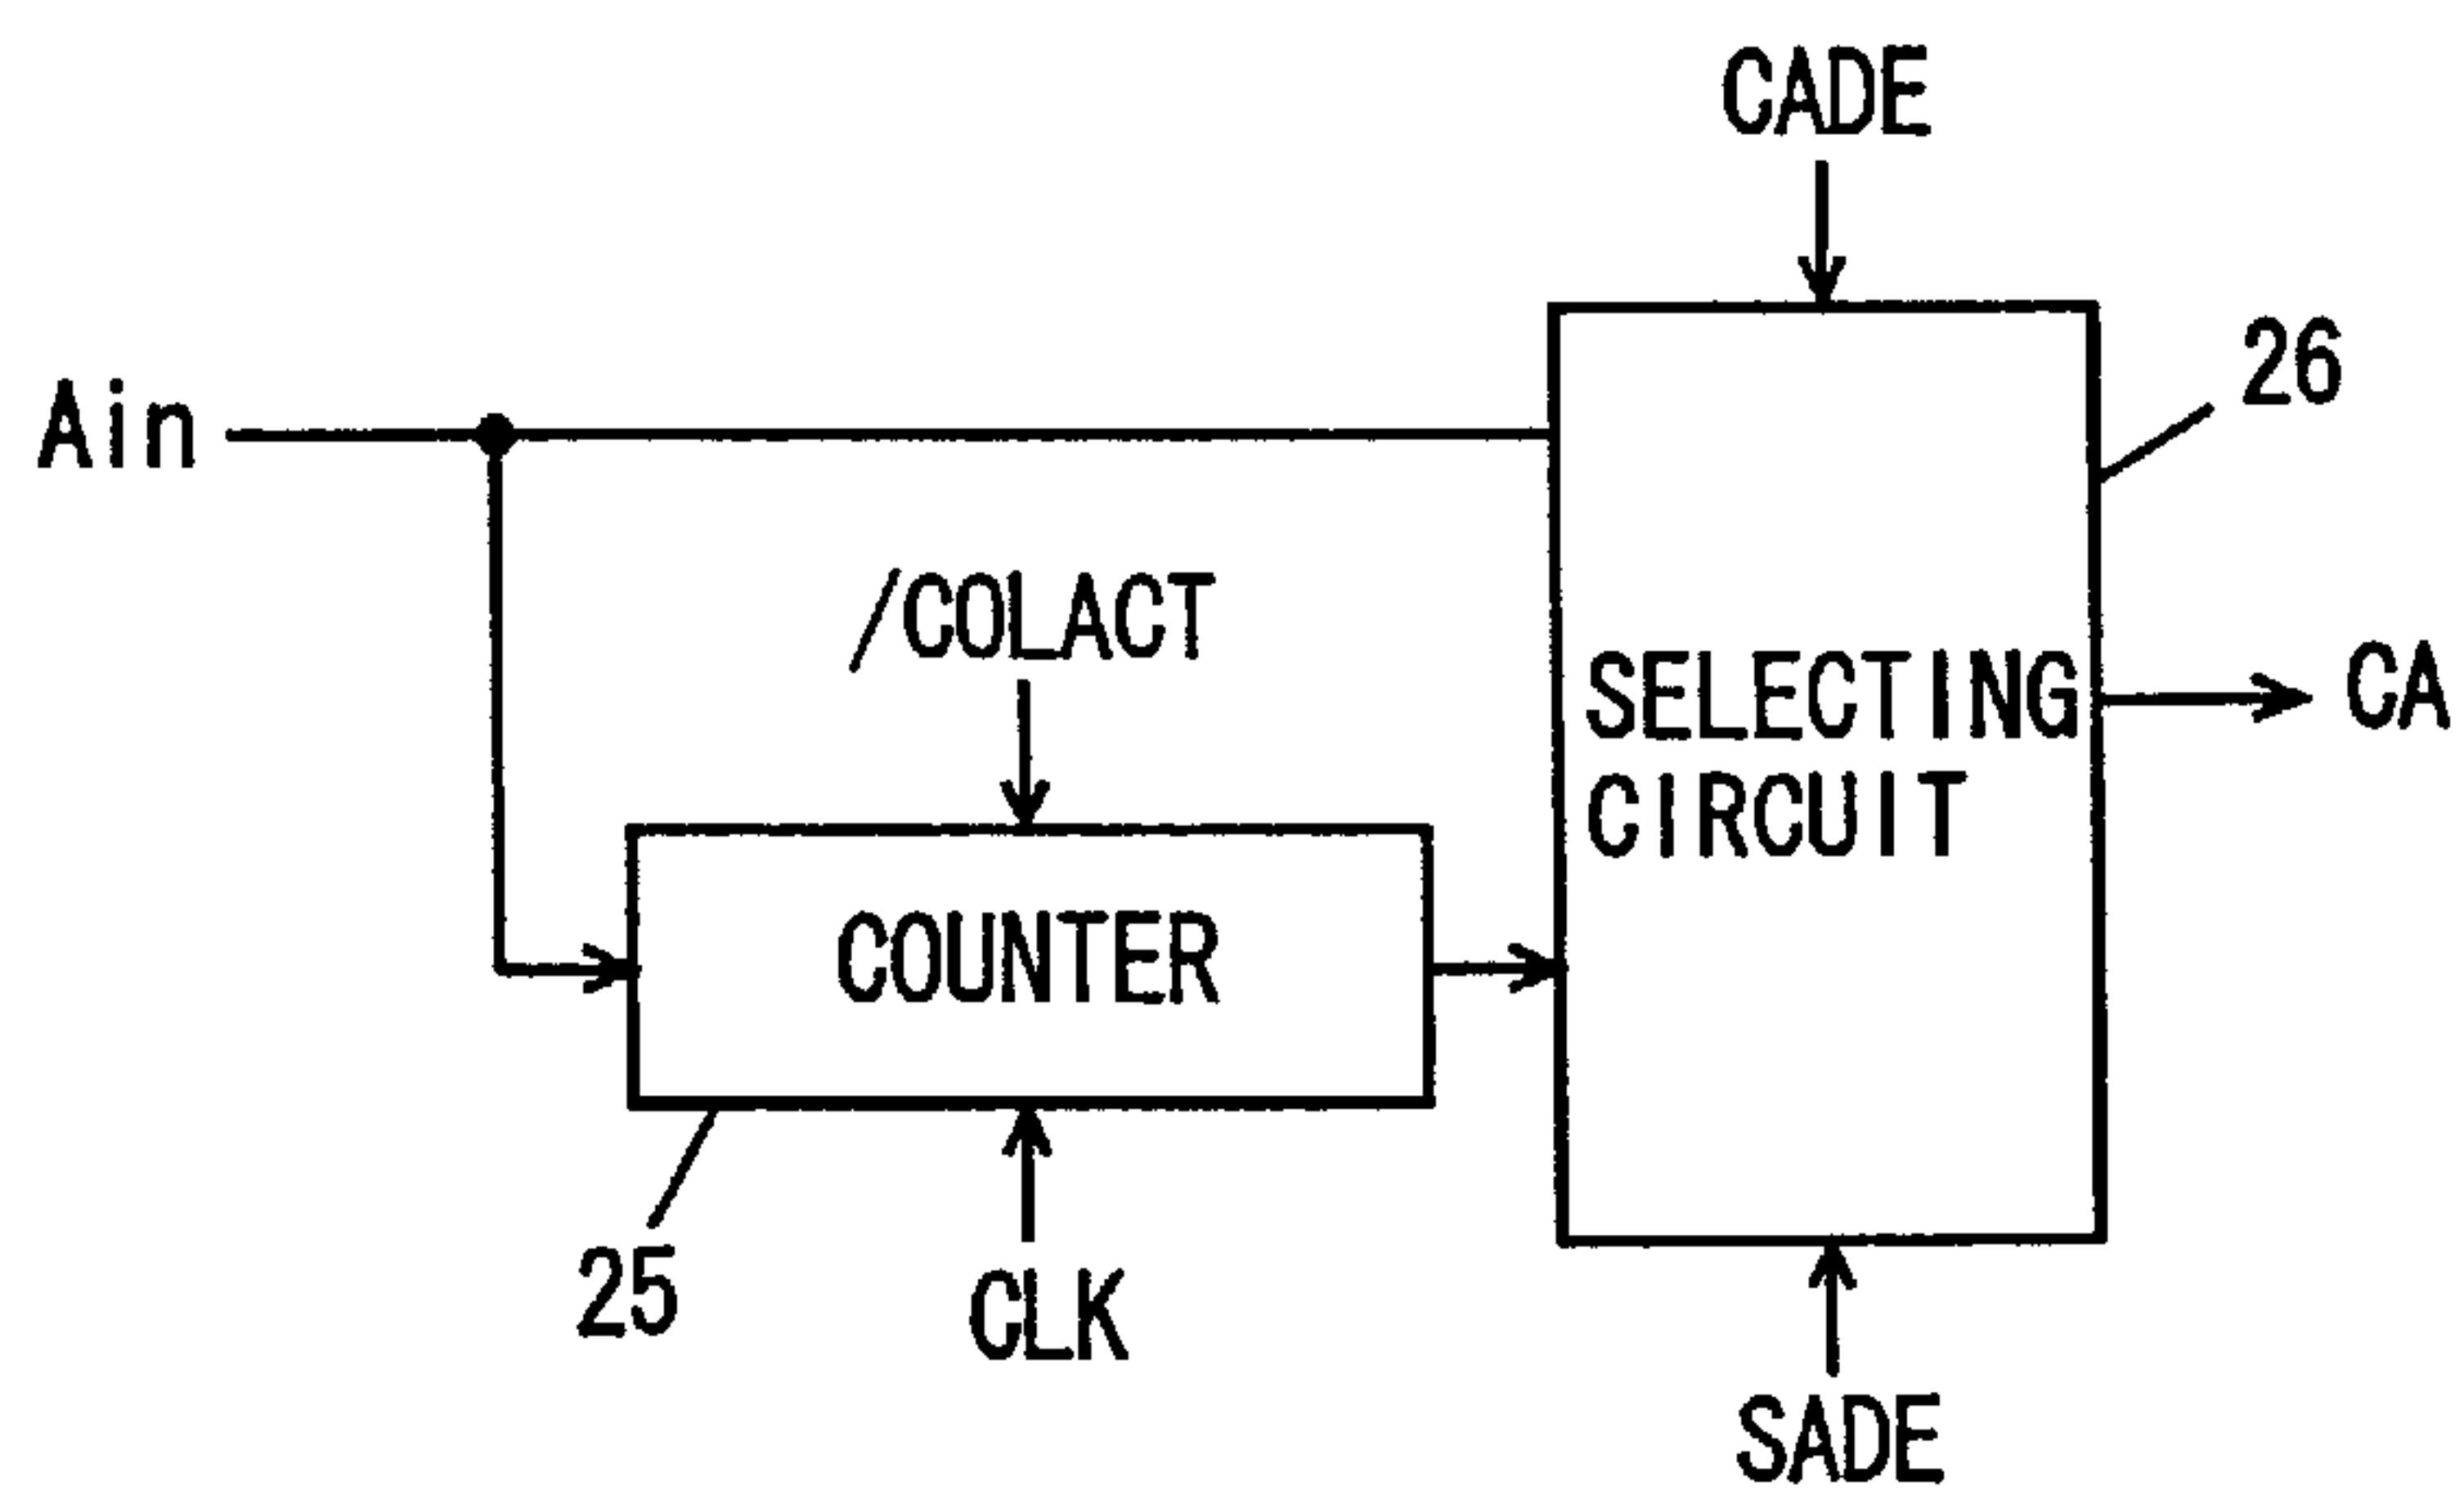 CADE
26
Ain
/COLACT
SELECTING
CIRCUIT
CA
COUNTER
25
CLK
SADE